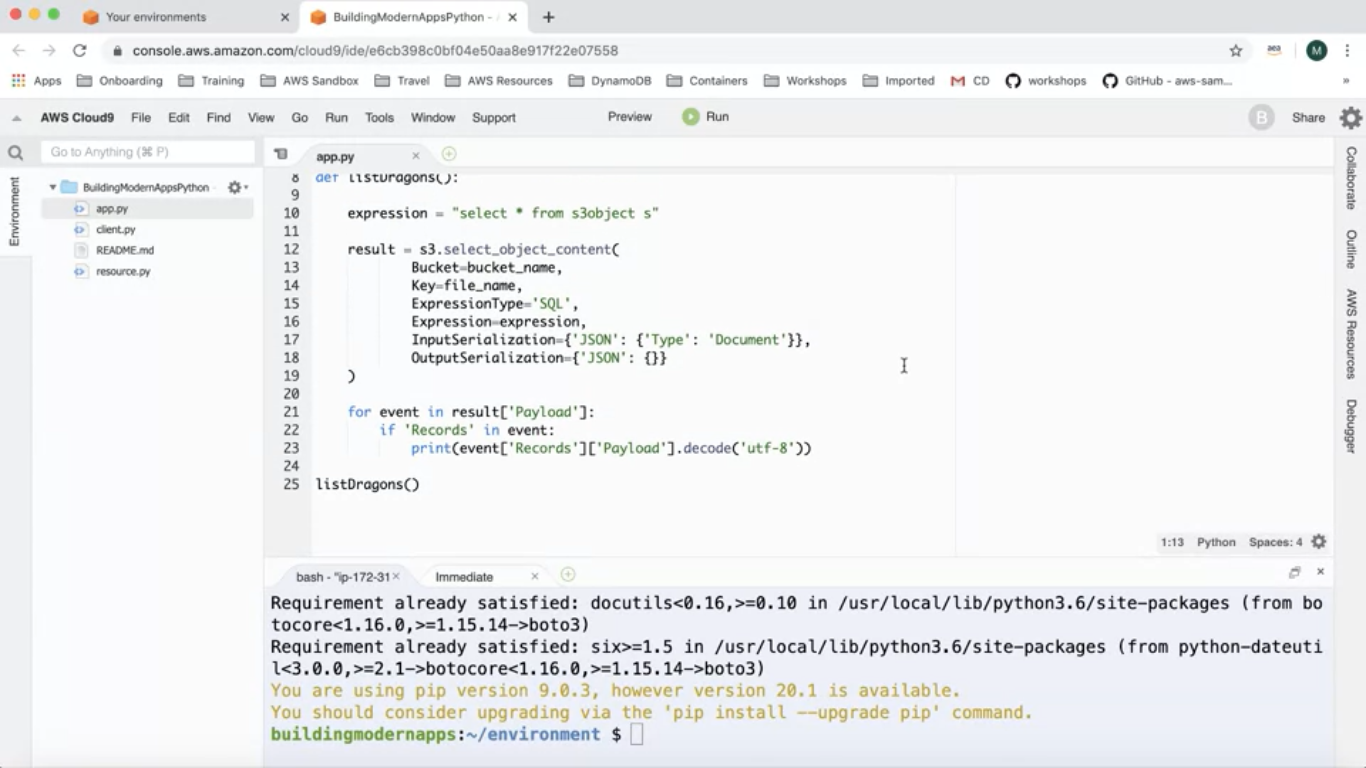 Your environments
BuildingModernAppsPython -
console.aws.amazon.com/cloud9/ide/e6cb398c0bf04e50aa8e917f22e07558
M
Apps Onboarding Training AWS Sandbox Travel AWS Resources DynamoDB Containers Workshops Imported CD workshops GitHub - aws-sam... »
AWS Cloud9 File Edit Find View Go Run Tools Window Support Preview Run B Share
Go to Anything (⌘ P)
app.py
Environment
BuildingModernAppsPython
app.py
client.py
README.md
resource.py
8 def listDragons():
9
10 expression = "select * from s3object s"
11
12 result = s3.select_object_content(
13 Bucket=bucket_name,
14 Key=file_name,
15 ExpressionType='SQL',
16 Expression=expression,
17 InputSerialization={'JSON': {'Type': 'Document'}},
18 OutputSerialization={'JSON': {}}
19 )
20
21 for event in result['Payload']:
22 if 'Records' in event:
23 print(event['Records']['Payload'].decode('utf-8'))
24
25 listDragons()
1:13 Python Spaces: 4
Collaborate
Outline
AWS Resources
Debugger
bash - "ip-172-31
Immediate
Requirement already satisfied: docutils<0.16,>=0.10 in /usr/local/lib/python3.6/site-packages (from bo
tocore<1.16.0,>=1.15.14->boto3)
Requirement already satisfied: six>=1.5 in /usr/local/lib/python3.6/site-packages (from python-dateuti
l<3.0.0,>=2.1->botocore<1.16.0,>=1.15.14->boto3)
You are using pip version 9.0.3, however version 20.1 is available.
You should consider upgrading via the 'pip install --upgrade pip' command.
buildingmodernapps:~/environment $